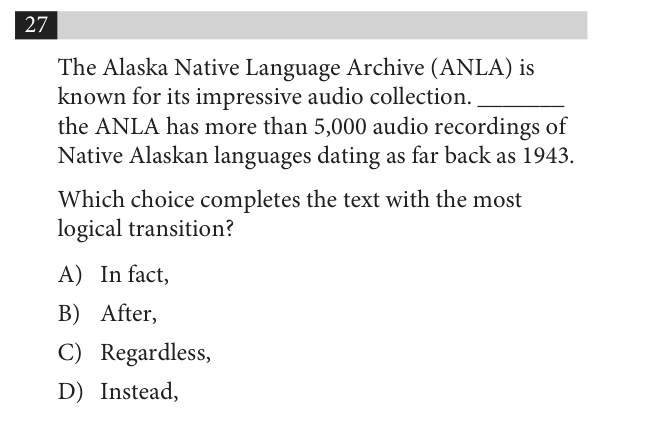 27
The Alaska Native Language Archive (ANLA) is
known for its impressive audio collection. _______
the ANLA has more than 5,000 audio recordings of
Native Alaskan languages dating as far back as 1943.
Which choice completes the text with the most
logical transition?
A) In fact,
B) After,
C) Regardless,
D) Instead,